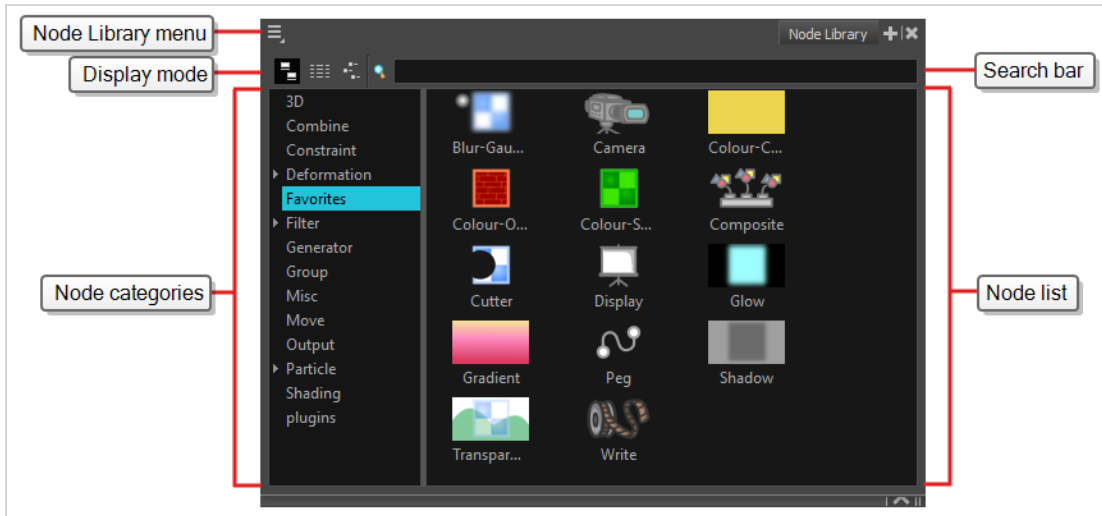 Node Library menu
Node Library
Display mode
Search bar
3D
Combine
Constraint
Deformation
Favorites
Filter
Generator
Group
Misc
Move
Output
Particle
Shading
plugins
Node categories
Blur-Gau...
Camera
Colour-C...
Colour-O...
Colour-S...
Composite
Cutter
Display
Glow
Gradient
Peg
Shadow
Transpar...
Write
Node list